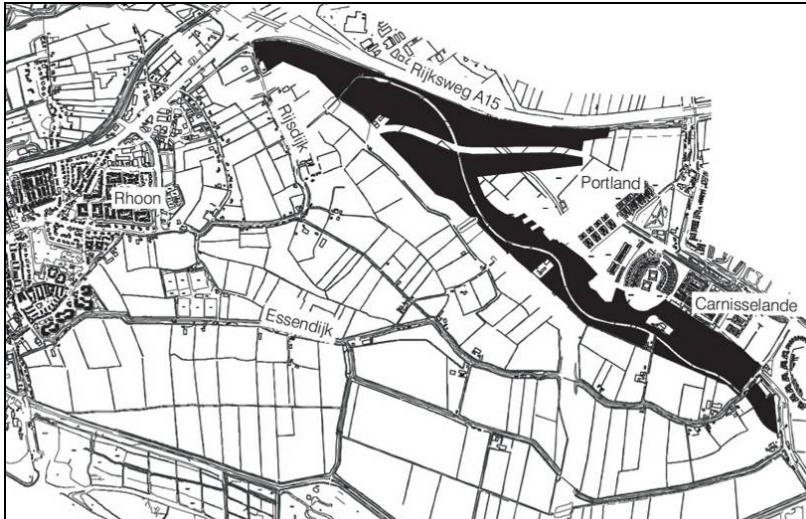 Rijksweg A15
Rijsdijk
Portland
Rhoon
Carnisselande
Essendijk